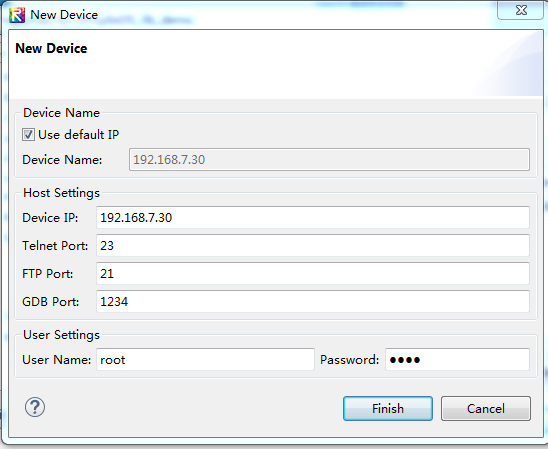 New Device
New Device
Device Name
Use default IP
Device Name: 192.168.7.30
Host Settings
Device IP: 192.168.7.30
Telnet Port: 23
FTP Port: 21
GDB Port: 1234
User Settings
User Name: root Password: ●●●●
? Finish Cancel